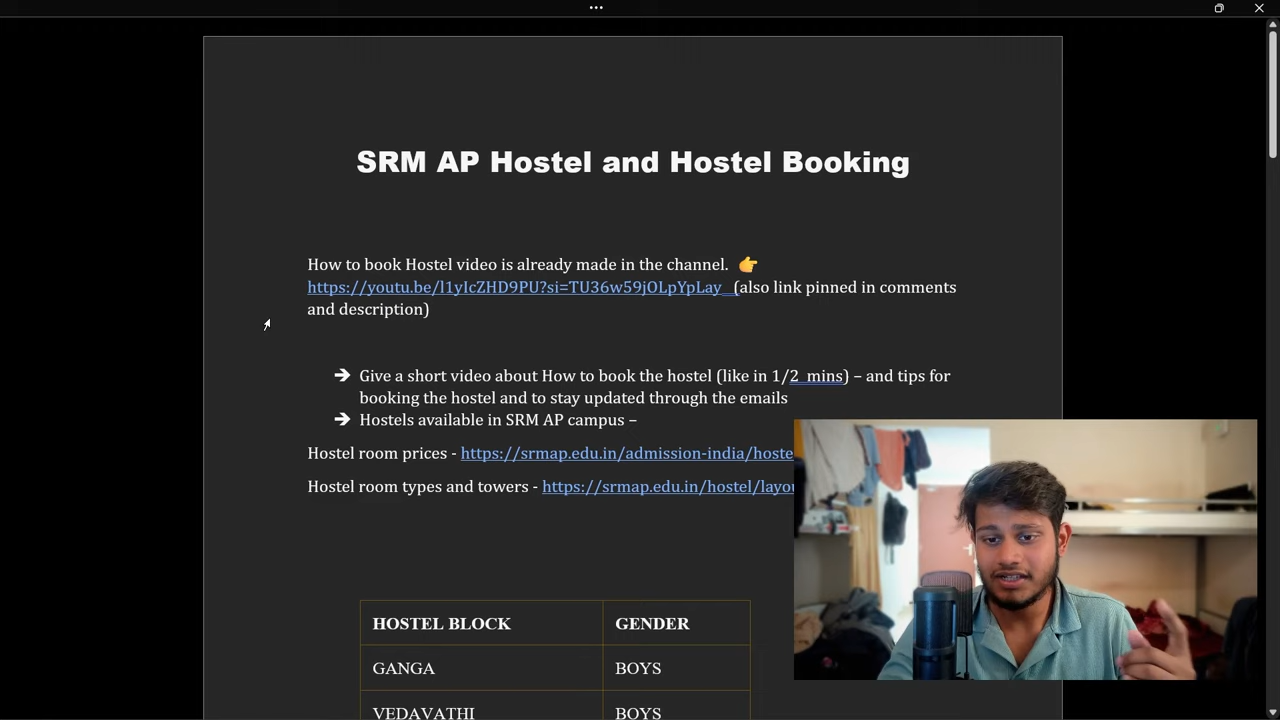 SRM AP Hostel and Hostel Booking
How to book Hostel video is already made in the channel. 👉
https://youtu.be/l1yIcZHD9PU?si=TU36w59jOLpYpLay (also link pinned in comments
and description)
➔ Give a short video about How to book the hostel (like in 1/2 mins) – and tips for
booking the hostel and to stay updated through the emails
➔ Hostels available in SRM AP campus –
Hostel room prices - https://srmap.edu.in/admission-india/hoste
Hostel room types and towers - https://srmap.edu.in/hostel/layou
HOSTEL BLOCK GENDER
GANGA BOYS
VEDAVATHI BOYS